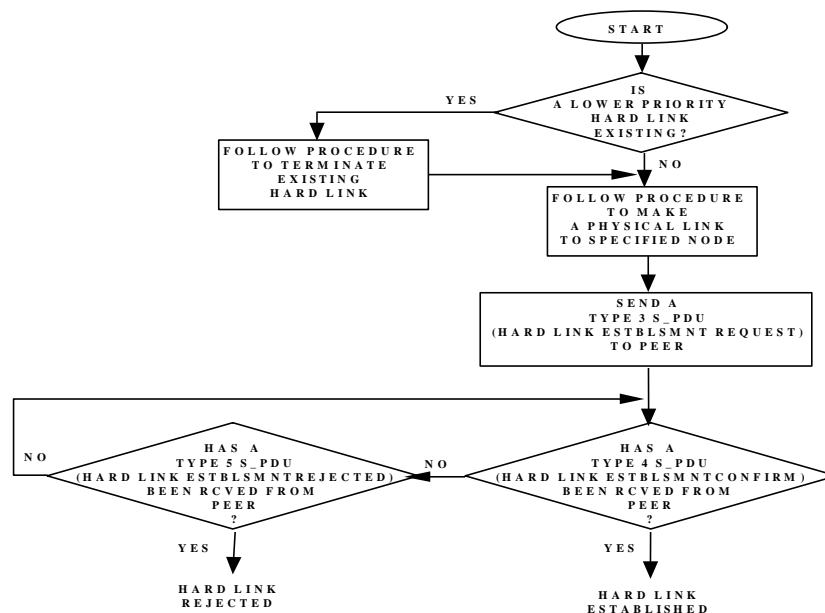 START
IS
A LOWER PRIORITY
HARD LINK
EXISTING?
YES
NO
FOLLOW PROCEDURE
TO TERMINATE
EXISTING
HARD LINK
FOLLOW PROCEDURE
TO MAKE
A PHYSICAL LINK
TO SPECIFIED NODE
SEND A
TYPE 3 S_PDU
(HARD LINK ESTBLSMNT REQUEST)
TO PEER
HAS A
TYPE 4 S_PDU
(HARD LINK ESTBLSMNTCONFIRM)
BEEN RCVED FROM
PEER
?
NO
YES
HARD LINK
ESTABLISHED
HAS A
TYPE 5 S_PDU
(HARD LINK ESTBLSMNTREJECTED)
BEEN RCVED FROM
PEER
?
NO
YES
HARD LINK
REJECTED